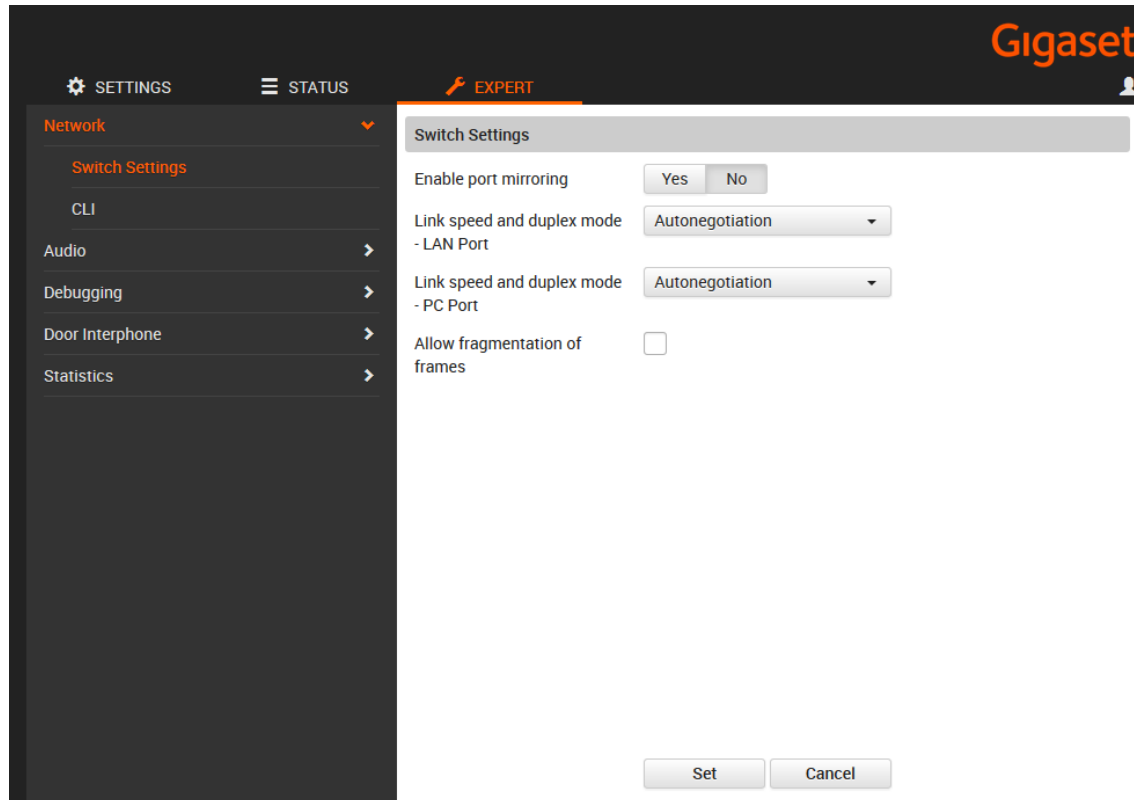 Gigaset
SETTINGS
STATUS
EXPERT
Network
Switch Settings
CLI
Audio
Debugging
Door Interphone
Statistics
Switch Settings
Enable port mirroring
Yes
No
Link speed and duplex mode
- LAN Port
Autonegotiation
Link speed and duplex mode
- PC Port
Autonegotiation
Allow fragmentation of
frames
Set
Cancel